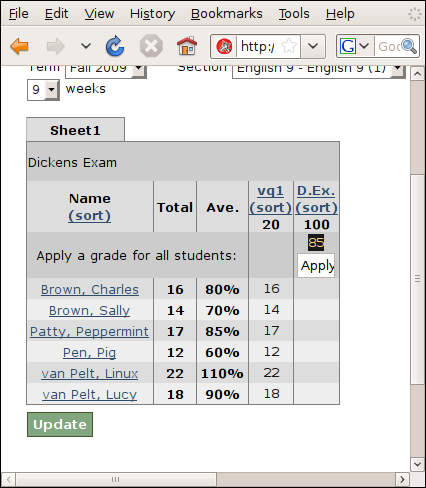 File Edit View History Bookmarks Tools Help
http: G Goo
Term Fall 2009 Section English 9 - English 9 (1)
9 weeks
Sheet1
Dickens Exam
Name (sort) Total Ave. vq1 (sort) 20 D.Ex. (sort) 100
Apply a grade for all students: 85 Apply
Brown, Charles 16 80% 16
Brown, Sally 14 70% 14
Patty, Peppermint 17 85% 17
Pen, Pig 12 60% 12
van Pelt, Linux 22 110% 22
van Pelt, Lucy 18 90% 18
Update